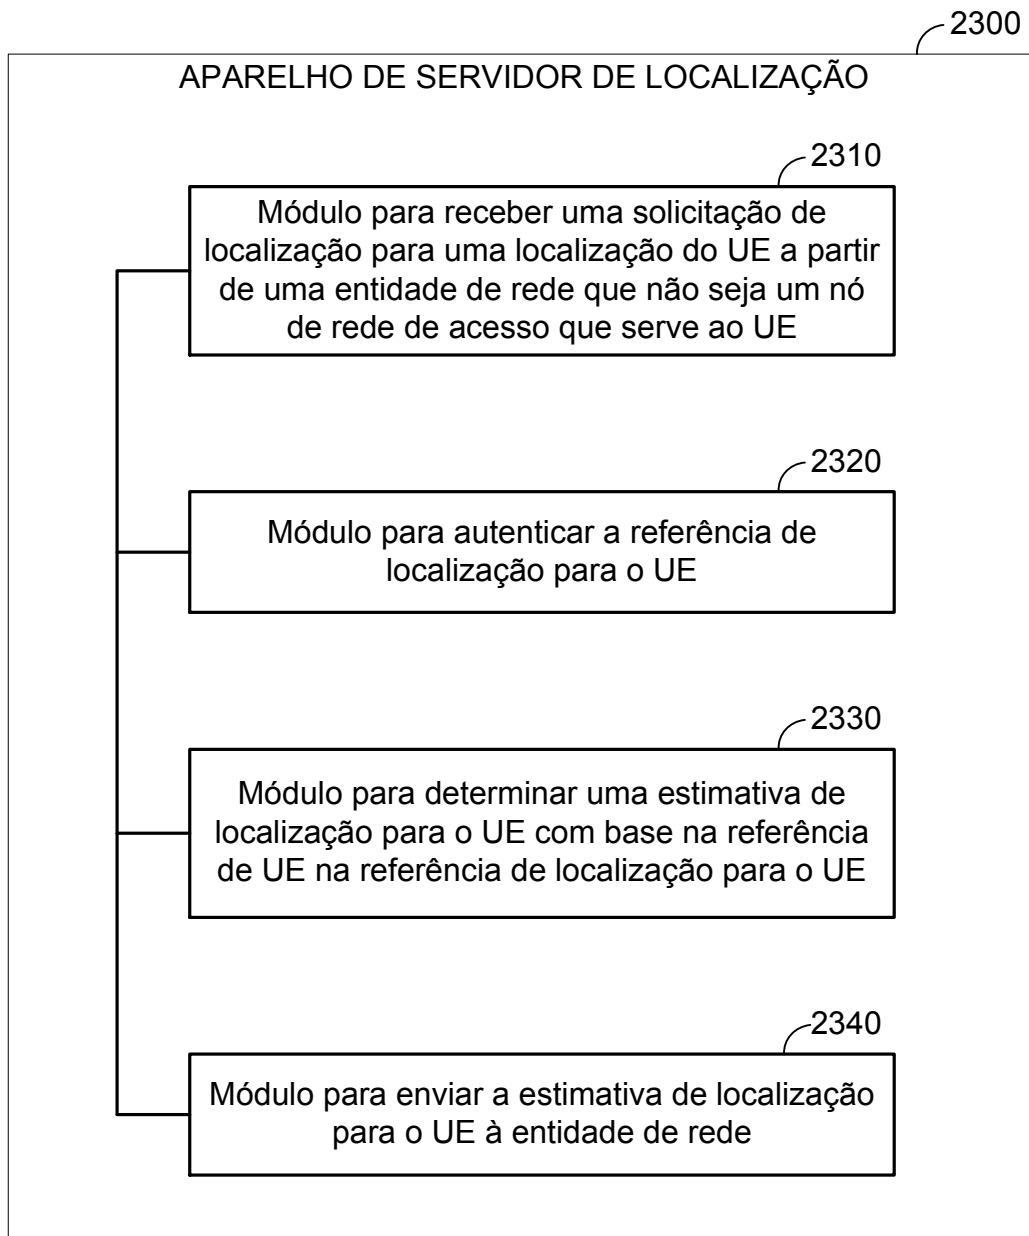 2300
APARELHO DE SERVIDOR DE LOCALIZAÇÃO
2310
Módulo para receber uma solicitação de
localização para uma localização do UE a partir
de uma entidade de rede que não seja um nó
de rede de acesso que serve ao UE
2320
Módulo para autenticar a referência de
localização para o UE
2330
Módulo para determinar uma estimativa de
localização para o UE com base na referência
de UE na referência de localização para o UE
2340
Módulo para enviar a estimativa de localização
para o UE à entidade de rede